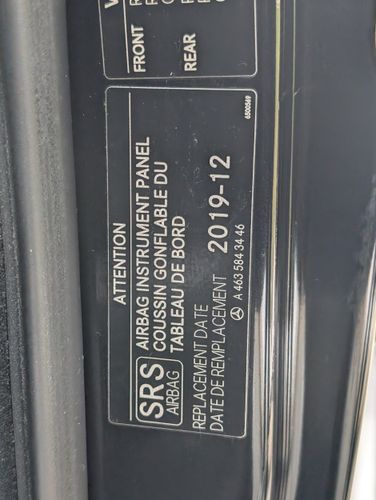 FRONT
REAR
ATTENTION
SRS
AIRBAG
AIRBAG INSTRUMENT PANEL
COUSSIN GONFLABLE DU
TABLEAU DE BORD
REPLACEMENT DATE
DATE DE REMPLACEMENT
2019-12
A 463 584 34 46
6500569